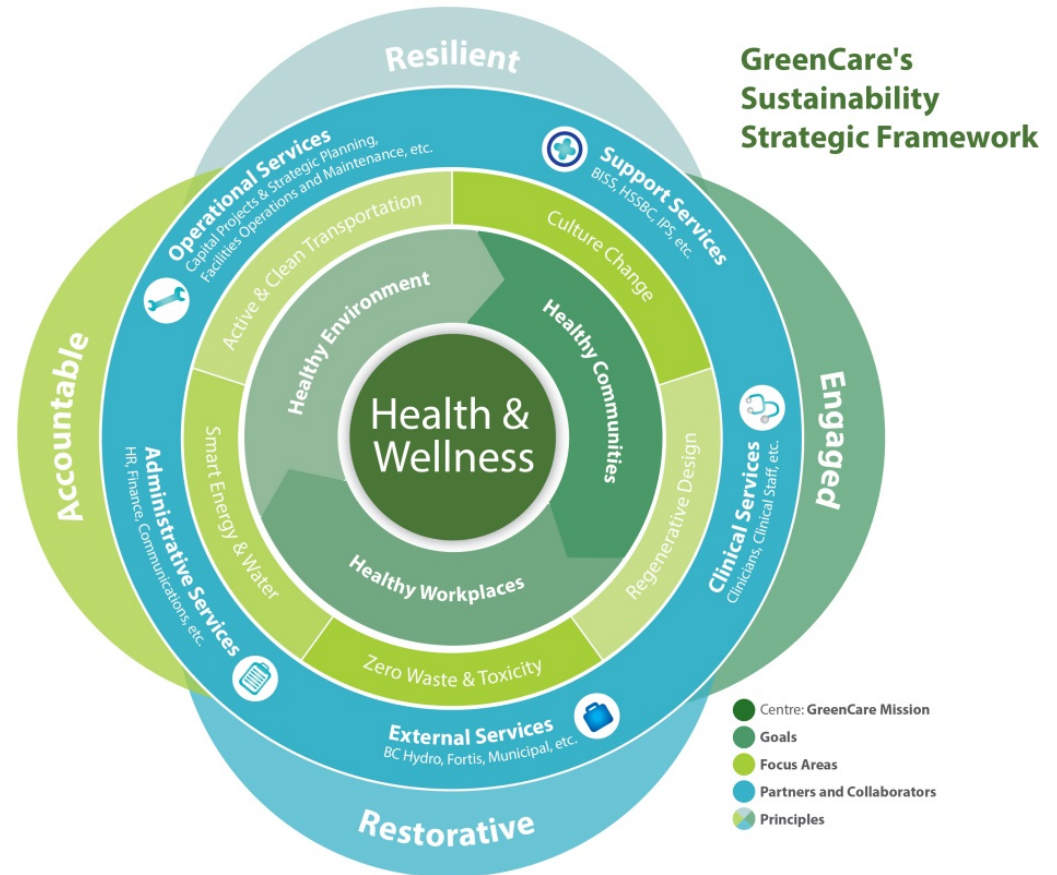 GreenCare's
Sustainability
Strategic Framework
Resilient
Operational Services
Capital Projects & Strategic Planning,
Facilities Operations and Maintenance, etc.
Support Services
BISS, HSSBC, IPS, etc.
Active & Clean Transportation
Culture Change
Healthy Environment
Healthy Communities
Accountable
Health &
Wellness
Engaged
Administrative Services
HR, Finance, Communications, etc.
Smart Energy & Water
Regenerative Design
Clinical Services
Clinicians, Clinical Staff, etc.
Healthy Workplaces
Zero Waste & Toxicity
External Services
BC Hydro, Fortis, Municipal, etc.
Restorative
Centre: GreenCare Mission
Goals
Focus Areas
Partners and Collaborators
Principles